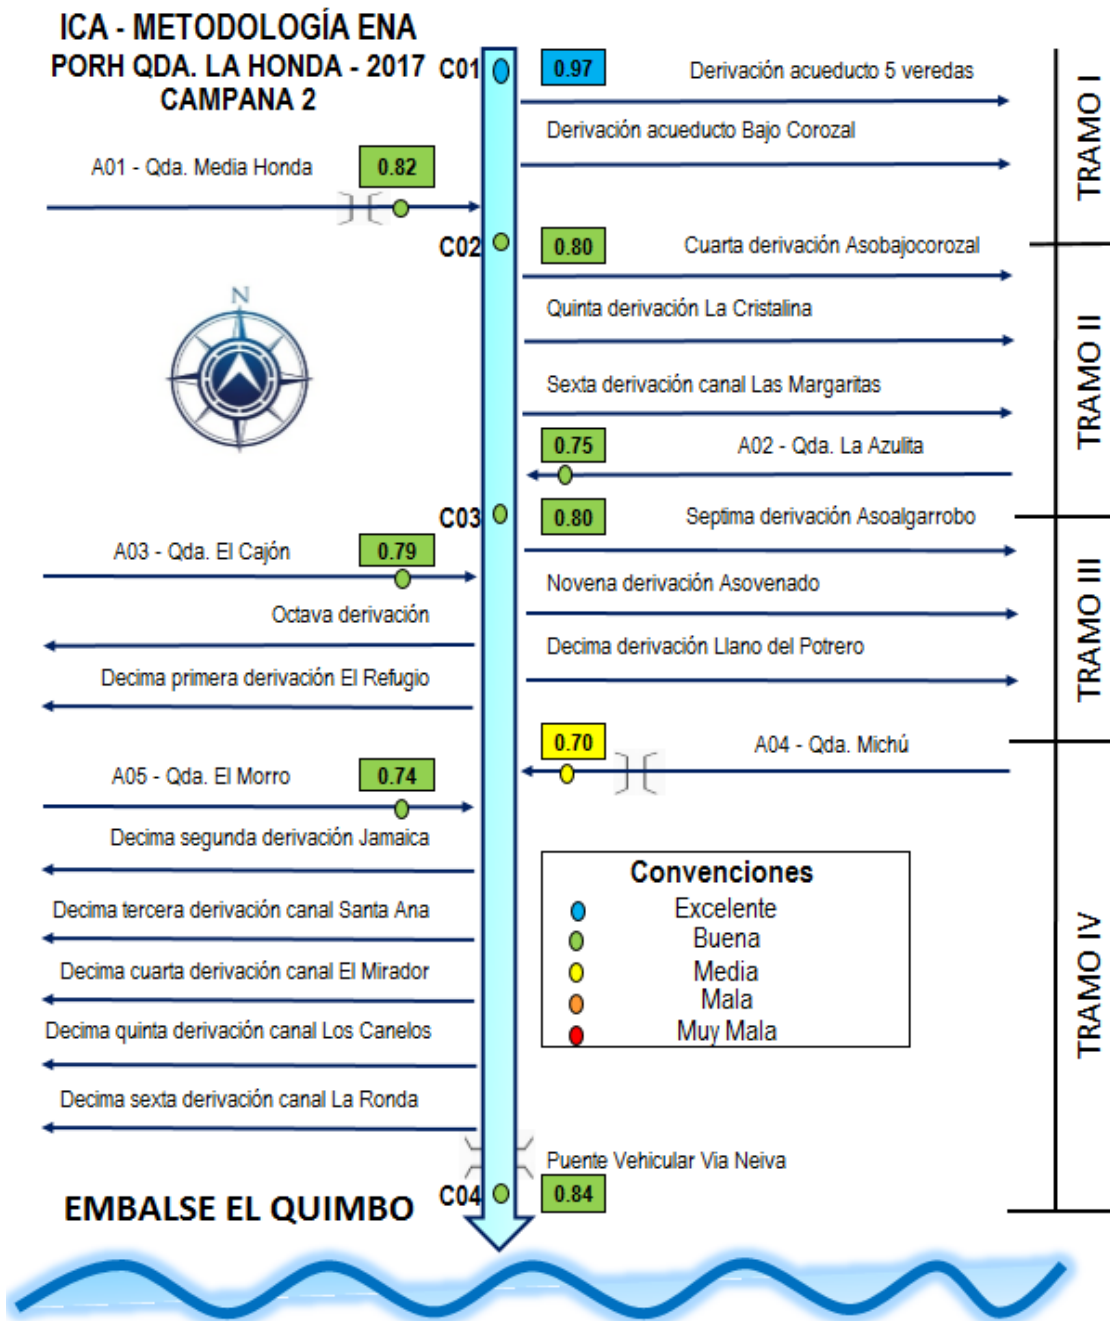 ICA - METODOLOGÍA ENA
PORH QDA. LA HONDA - 2017
CAMPANA 2
C01
0.97
Derivación acueducto 5 veredas
Derivación acueducto Bajo Corozal
TRAMO I
A01 - Qda. Media Honda
0.82
C02
0.80
Cuarta derivación Asobajocorozal
N
Quinta derivación La Cristalina
Sexta derivación canal Las Margaritas
TRAMO II
0.75
A02 - Qda. La Azulita
C03
0.80
Septima derivación Asoalgarrobo
A03 - Qda. El Cajón
0.79
Novena derivación Asovenado
Octava derivación
Decima derivación Llano del Potrero
TRAMO III
Decima primera derivación El Refugio
0.70
A04 - Qda. Michú
A05 - Qda. El Morro
0.74
Decima segunda derivación Jamaica
Decima tercera derivación canal Santa Ana
Decima cuarta derivación canal El Mirador
Decima quinta derivación canal Los Canelos
Decima sexta derivación canal La Ronda
Convenciones
Excelente
Buena
Media
Mala
Muy Mala
TRAMO IV
Puente Vehicular Via Neiva
C04
0.84
EMBALSE EL QUIMBO